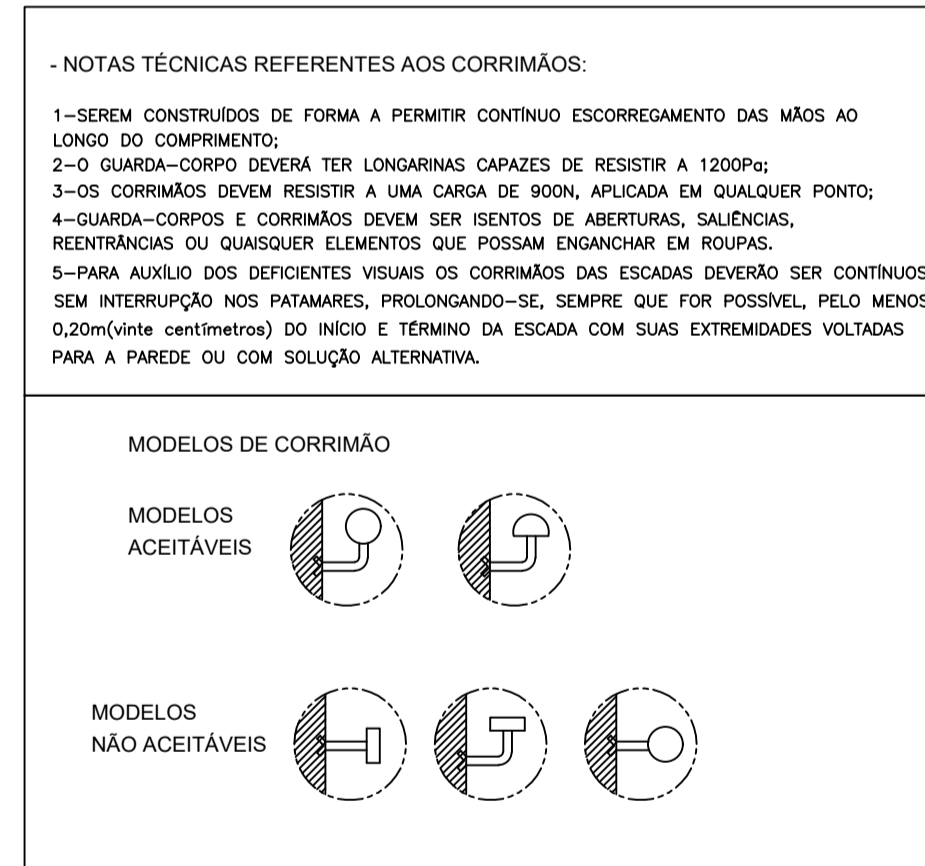 - NOTAS TÉCNICAS REFERENTES AOS CORRIMÃOS:
1-SEREM CONSTRUÍDOS DE FORMA A PERMITIR CONTÍNUO ESCORREGAMENTO DAS MÃOS AO
LONGO DO COMPRIMENTO;
2-O GUARDA-CORPO DEVERÁ TER LONGARINAS CAPAZES DE RESISTIR A 1200Pa;
3-OS CORRIMÃOS DEVEM RESISTIR A UMA CARGA DE 900N, APLICADA EM QUALQUER PONTO;
4-GUARDA-CORPOS E CORRIMÃOS DEVEM SER ISENTOS DE ABERTURAS, SALIÊNCIAS,
REENTRÂNCIAS OU QUAISQUER ELEMENTOS QUE POSSAM ENGANCHAR EM ROUPAS.
5-PARA AUXÍLIO DOS DEFICIENTES VISUAIS OS CORRIMÃOS DAS ESCADAS DEVERÃO SER CONTÍNUOS
SEM INTERRUPÇÃO NOS PATAMARES, PROLONGANDO-SE, SEMPRE QUE FOR POSSÍVEL, PELO MENOS
0,20m(vinte centímetros) DO INÍCIO E TÉRMINO DA ESCADA COM SUAS EXTREMIDADES VOLTADAS
PARA A PAREDE OU COM SOLUÇÃO ALTERNATIVA.
MODELOS DE CORRIMÃO
MODELOS
ACEITÁVEIS
MODELOS
NÃO ACEITÁVEIS